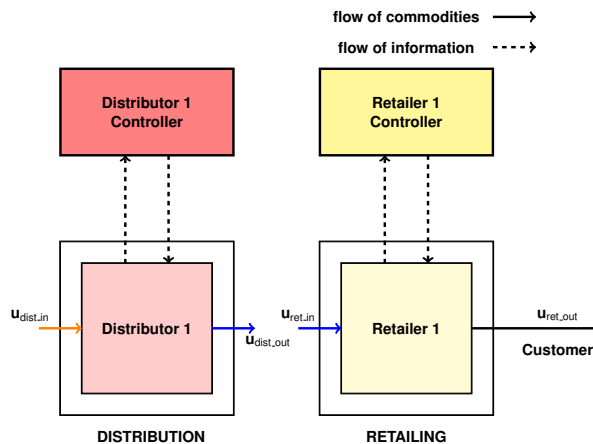 flow of commodities
flow of information
Distributor 1
Controller
Retailer 1
Controller
u_dist_in
Distributor 1
u_dist_out
u_ret_in
Retailer 1
u_ret_out
Customer
DISTRIBUTION
RETAILING